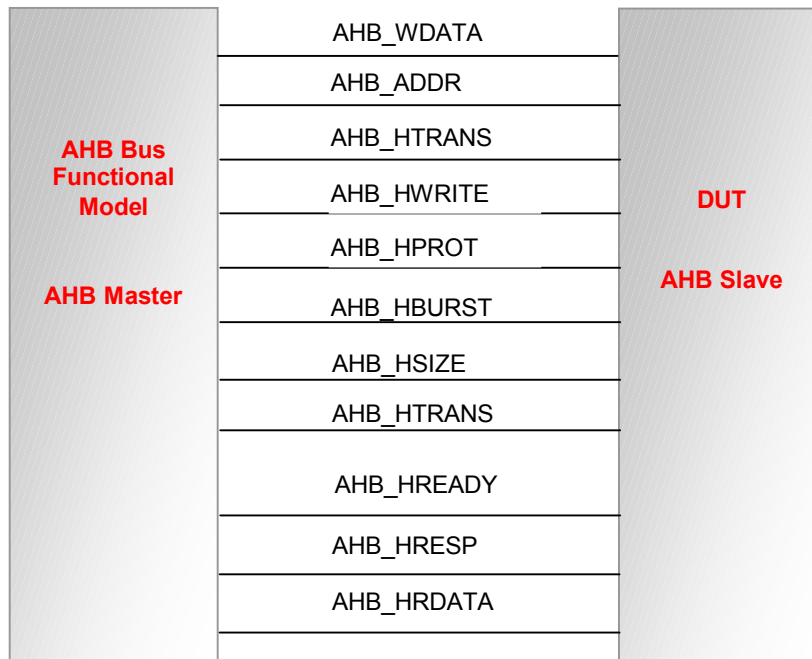 AHB Bus
Functional
Model
AHB Master
AHB_WDATA
AHB_ADDR
AHB_HTRANS
AHB_HWRITE
AHB_HPROT
AHB_HBURST
AHB_HSIZE
AHB_HTRANS
AHB_HREADY
AHB_HRESP
AHB_HRDATA
DUT
AHB Slave